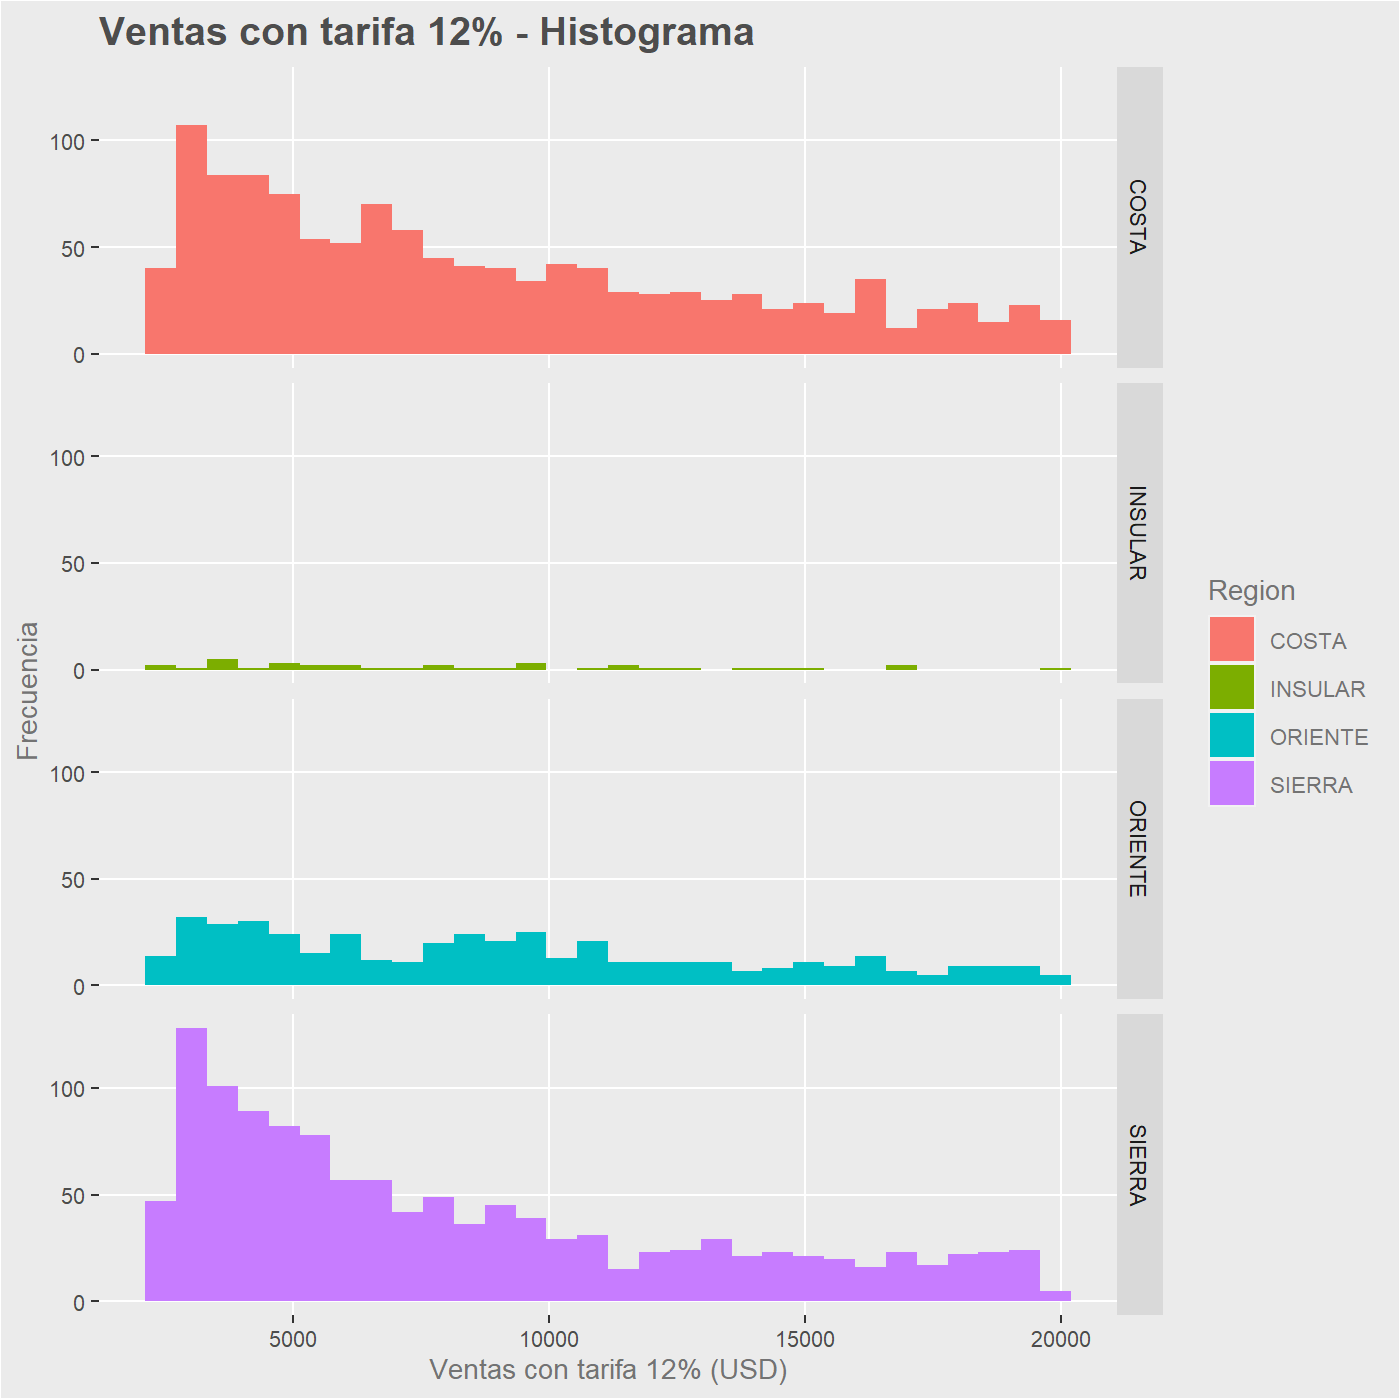 Ventas con tarifa 12% - Histograma
100
50
0
COSTA
100
50
0
INSULAR
100
50
0
ORIENTE
100
50
0
SIERRA
5000
10000
15000
20000
Ventas con tarifa 12% (USD)
Frecuencia
Region
COSTA
INSULAR
ORIENTE
SIERRA